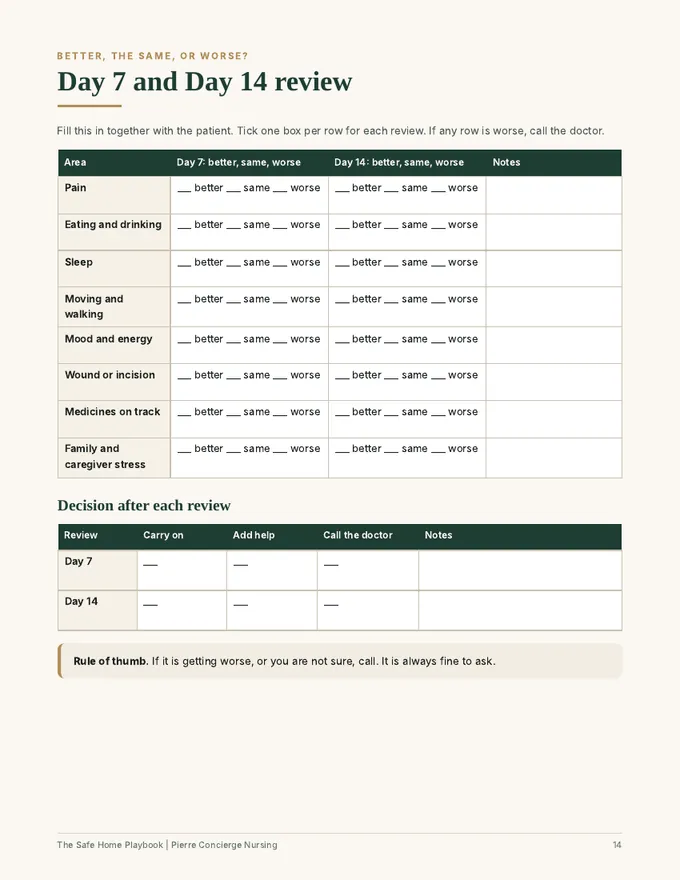 BETTER, THE SAME, OR WORSE?
Day 7 and Day 14 review
Fill this in together with the patient. Tick one box per row for each review. If any row is worse, call the doctor.
Area Day 7: better, same, worse Day 14: better, same, worse Notes
Pain ___ better ___ same ___ worse ___ better ___ same ___ worse
Eating and drinking ___ better ___ same ___ worse ___ better ___ same ___ worse
Sleep ___ better ___ same ___ worse ___ better ___ same ___ worse
Moving and ___ better ___ same ___ worse ___ better ___ same ___ worse
walking
Mood and energy ___ better ___ same ___ worse ___ better ___ same ___ worse
Wound or incision ___ better ___ same ___ worse ___ better ___ same ___ worse
Medicines on track ___ better ___ same ___ worse ___ better ___ same ___ worse
Family and ___ better ___ same ___ worse ___ better ___ same ___ worse
caregiver stress
Decision after each review
Review Carry on Add help Call the doctor Notes
Day 7 ___ ___ ___
Day 14 ___ ___ ___
Rule of thumb. If it is getting worse, or you are not sure, call. It is always fine to ask.
The Safe Home Playbook | Pierre Concierge Nursing 14